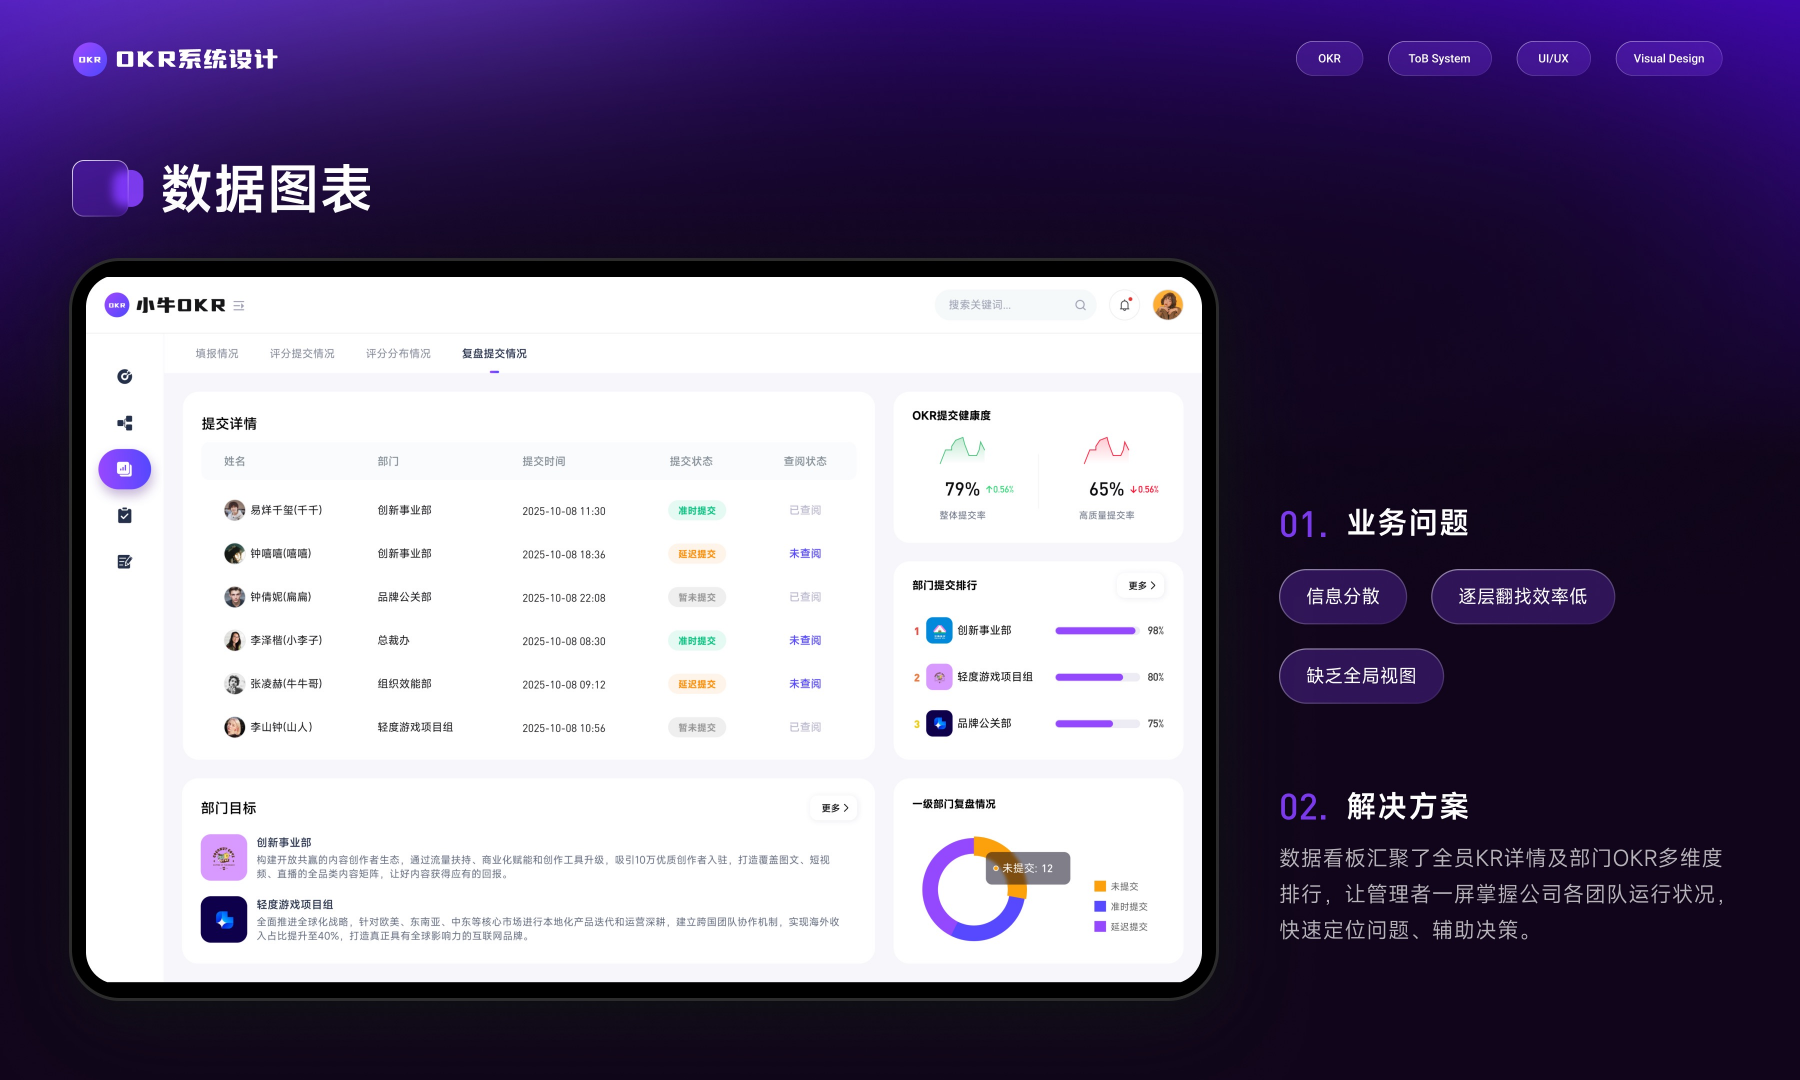 OKR OKR系统设计
OKR ToB System UI/UX Visual Design
数据图表
OKR 小牛OKR
搜索关键词...
填报情况 评分提交情况 评分分布情况 复盘提交情况
提交详情
姓名 部门 提交时间 提交状态 查阅状态
易烊千玺(千千) 创新事业部 2025-10-08 11:30 准时提交 已查阅
钟嘻嘻(嘻嘻) 创新事业部 2025-10-08 18:36 延迟提交 未查阅
钟倩妮(扁扁) 品牌公关部 2025-10-08 22:08 暂未提交 已查阅
李泽楷(小李子) 总裁办 2025-10-08 08:30 准时提交 未查阅
张凌赫(牛牛哥) 组织效能部 2025-10-08 09:12 延迟提交 未查阅
李山钟(山人) 轻度游戏项目组 2025-10-08 10:56 暂未提交 已查阅
OKR提交健康度
79% ↑0.56% 65% ↓0.56%
整体提交率 高质量提交率
部门提交排行 更多
1 创新事业部 98%
2 轻度游戏项目组 80%
3 品牌公关部 75%
部门目标 更多
创新事业部
构建开放共赢的内容创作者生态，通过流量扶持、商业化赋能和创作工具升级，吸引10万优质创作者入驻，打造覆盖图文、短视
频、直播的全品类内容矩阵，让好内容获得应有的回报。
轻度游戏项目组
全面推进全球化战略，针对欧美、东南亚、中东等核心市场进行本地化产品迭代和运营深耕，建立跨国团队协作机制，实现海外收
入占比提升至40%，打造真正具有全球影响力的互联网品牌。
一级部门复盘情况
未提交: 12
未提交
准时提交
延迟提交
01. 业务问题
信息分散 逐层翻找效率低
缺乏全局视图
02. 解决方案
数据看板汇聚了全员KR详情及部门OKR多维度
排行，让管理者一屏掌握公司各团队运行状况，
快速定位问题、辅助决策。